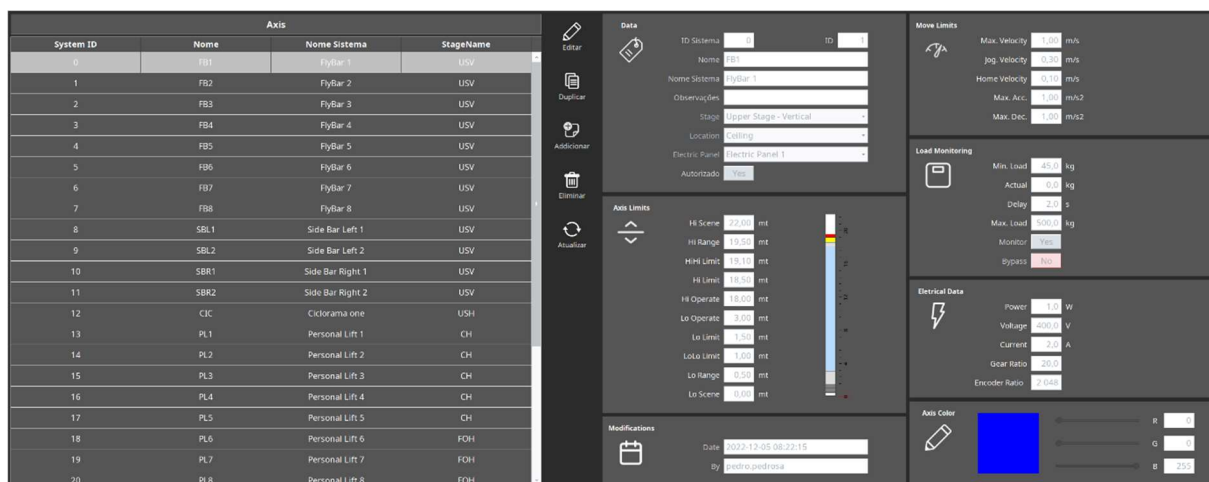 Axis
System ID Nome Nome Sistema StageName
0 FB1 FlyBar 1 USV
1 FB2 FlyBar 2 USV
2 FB3 FlyBar 3 USV
3 FB4 FlyBar 4 USV
4 FB5 FlyBar 5 USV
5 FB6 FlyBar 6 USV
6 FB7 FlyBar 7 USV
7 FB8 FlyBar 8 USV
8 SBL1 Side Bar Left 1 USV
9 SBL2 Side Bar Left 2 USV
10 SBR1 Side Bar Right 1 USV
11 SBR2 Side Bar Right 2 USV
12 CIC Ciclorama one USH
13 PL1 Personal Lift 1 CH
14 PL2 Personal Lift 2 CH
15 PL3 Personal Lift 3 CH
16 PL4 Personal Lift 4 CH
17 PL5 Personal Lift 5 CH
18 PL6 Personal Lift 6 FOH
19 PL7 Personal Lift 7 FOH
20 PL8 Personal Lift 8 FOH
Editar
Duplicar
Addicionar
Eliminar
Atualizar
Data
ID Sistema 0 ID 1
Nome FB1
Nome Sistema FlyBar 1
Observações
Stage Upper Stage - Vertical
Location Ceiling
Electric Panel Electric Panel 1
Autorizado Yes
Axis Limits
Hi Scene 22,00 mt
Hi Range 19,50 mt
HiHi Limit 19,10 mt
Hi Limit 18,50 mt
Hi Operate 18,00 mt
Lo Operate 3,00 mt
Lo Limit 1,50 mt
LoLo Limit 1,00 mt
Lo Range 0,50 mt
Lo Scene 0,00 mt
Modifications
Date 2022-12-05 08:22:15
By pedro.pedrosa
Move Limits
Max. Velocity 1,00 m/s
Jog. Velocity 0,30 m/s
Home Velocity 0,10 m/s
Max. Acc. 1,00 m/s2
Max. Dec. 1,00 m/s2
Load Monitoring
Min. Load 45,0 kg
Actual 0,0 kg
Delay 2,0 s
Max. Load 500,0 kg
Monitor Yes
Bypass No
Eletrical Data
Power 1,0 W
Voltage 400,0 V
Current 2,0 A
Gear Ratio 20,0
Encoder Ratio 2 048
Axis Color
R 0
G 0
B 255